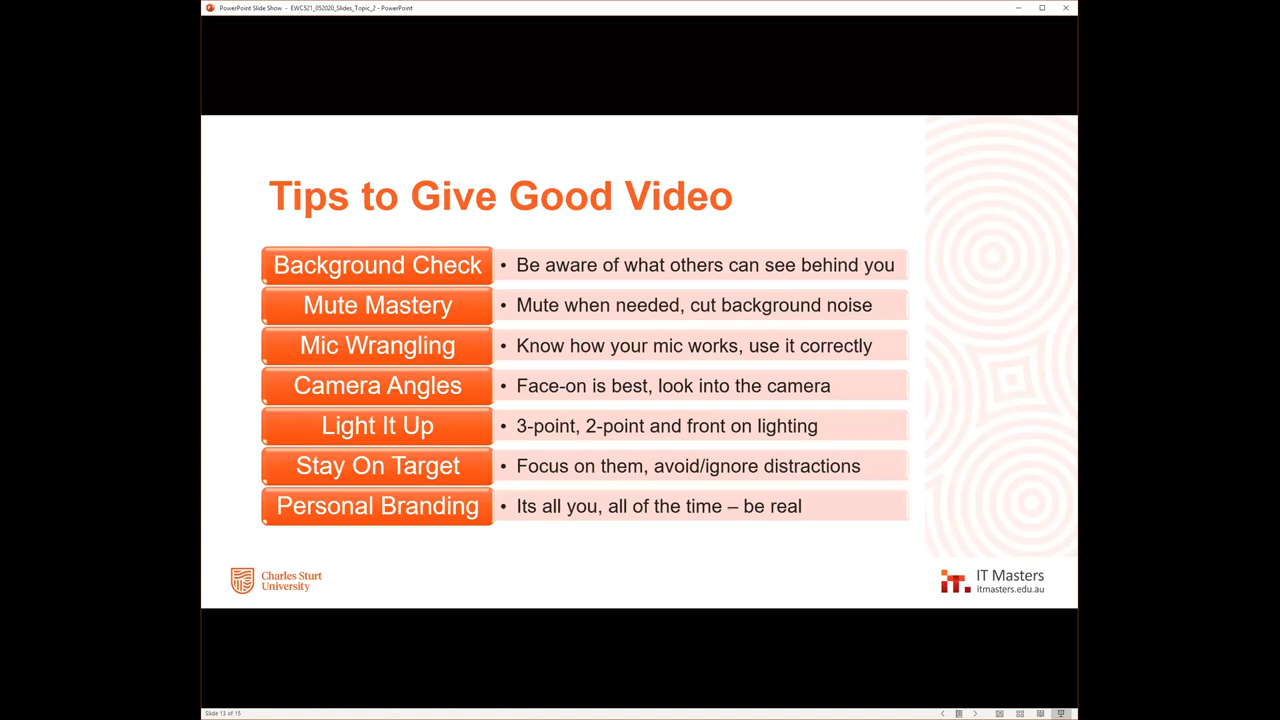 PowerPoint Slide Show - EWC521_052020_Slides_Topic_2 - PowerPoint
Tips to Give Good Video
Background Check • Be aware of what others can see behind you
Mute Mastery • Mute when needed, cut background noise
Mic Wrangling • Know how your mic works, use it correctly
Camera Angles • Face-on is best, look into the camera
Light It Up • 3-point, 2-point and front on lighting
Stay On Target • Focus on them, avoid/ignore distractions
Personal Branding • Its all you, all of the time – be real
Charles Sturt
University
IT Masters
itmasters.edu.au
Slide 13 of 15